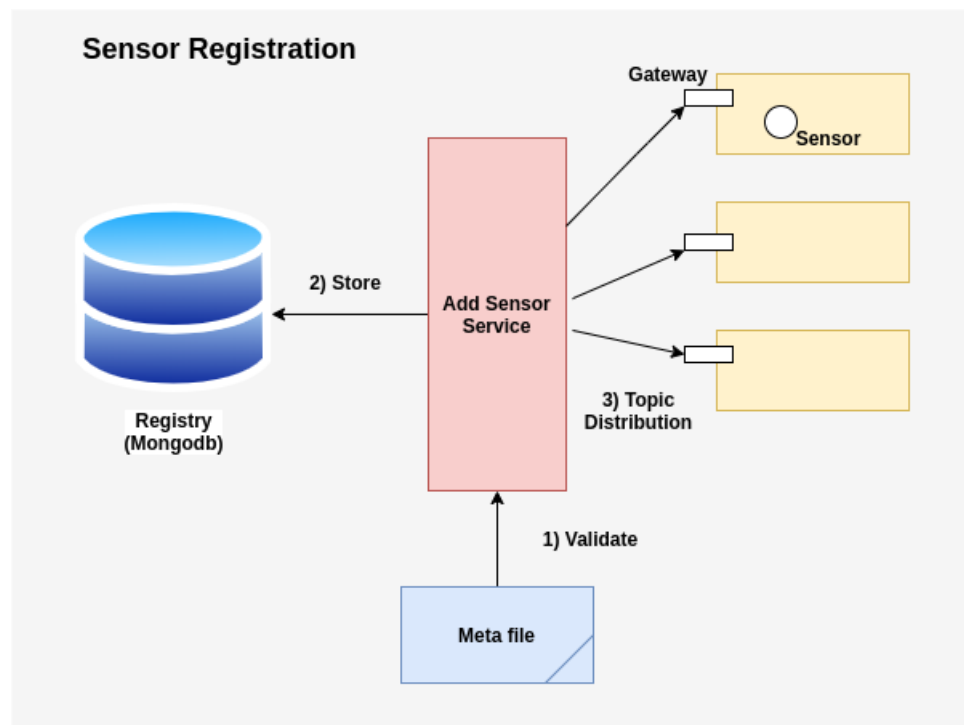 Sensor Registration
Gateway
Sensor
2) Store
Add Sensor
Service
3) Topic
Distribution
Registry
(Mongodb)
1) Validate
Meta file